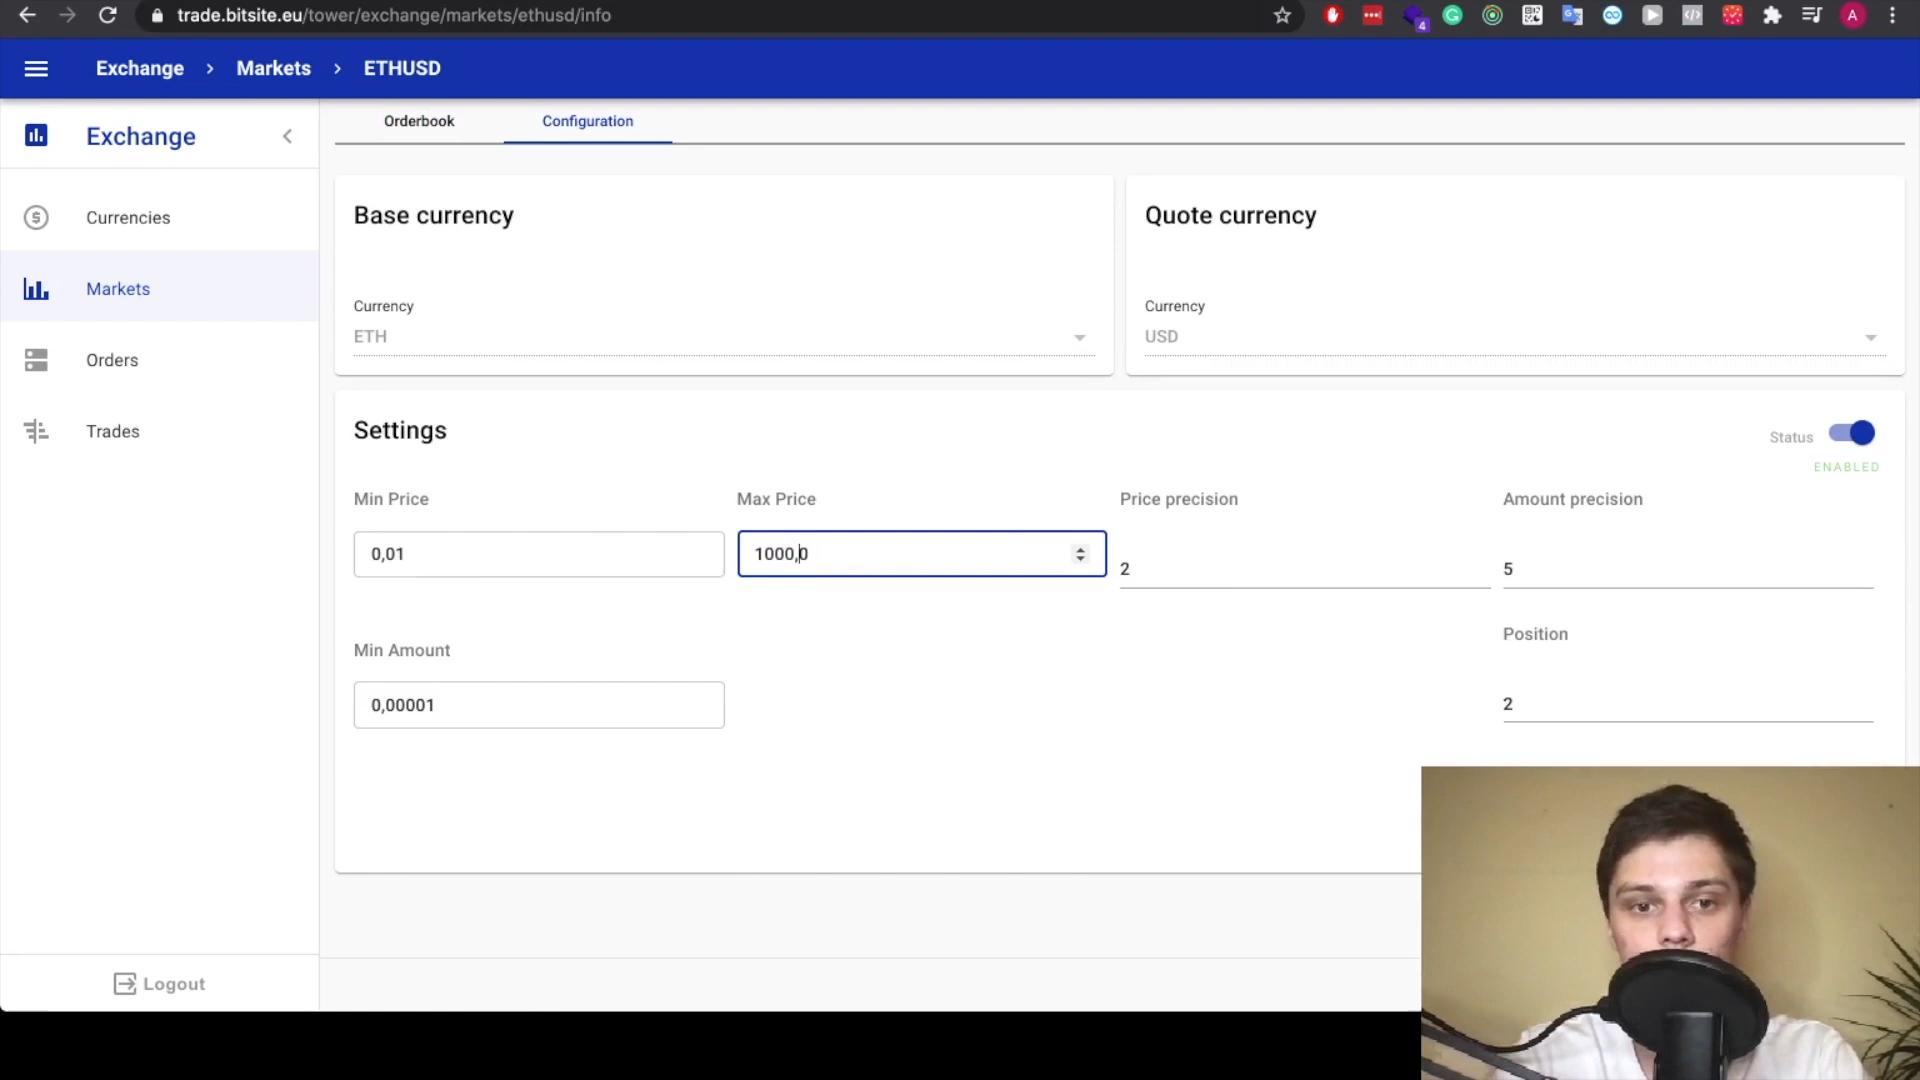 trade.bitsite.eu/tower/exchange/markets/ethusd/info
4
A
Exchange > Markets > ETHUSD
Exchange
Currencies
Markets
Orders
Trades
Logout
Orderbook
Configuration
Base currency
Currency
ETH
Quote currency
Currency
USD
Settings
Status
ENABLED
Min Price
0,01
Max Price
1000,0
Price precision
2
Amount precision
5
Min Amount
0,00001
Position
2